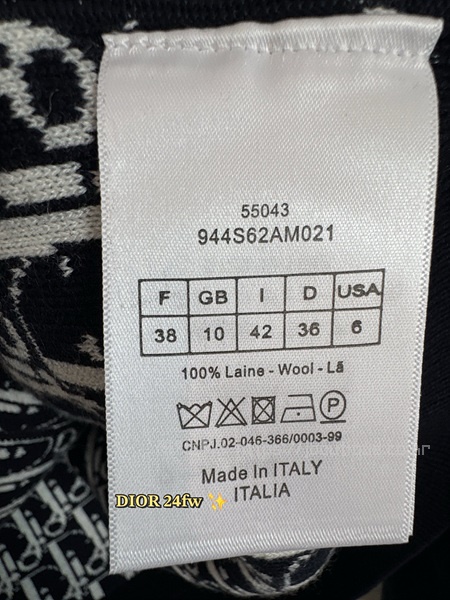 55043
944S62AM021
F GB I D USA
38 10 42 36 6
100% Laine - Wool - Lã
P
CNPJ.02-046-366/0003-99
Made In ITALY
ITALIA
DIOR 24fw ✨
Dior